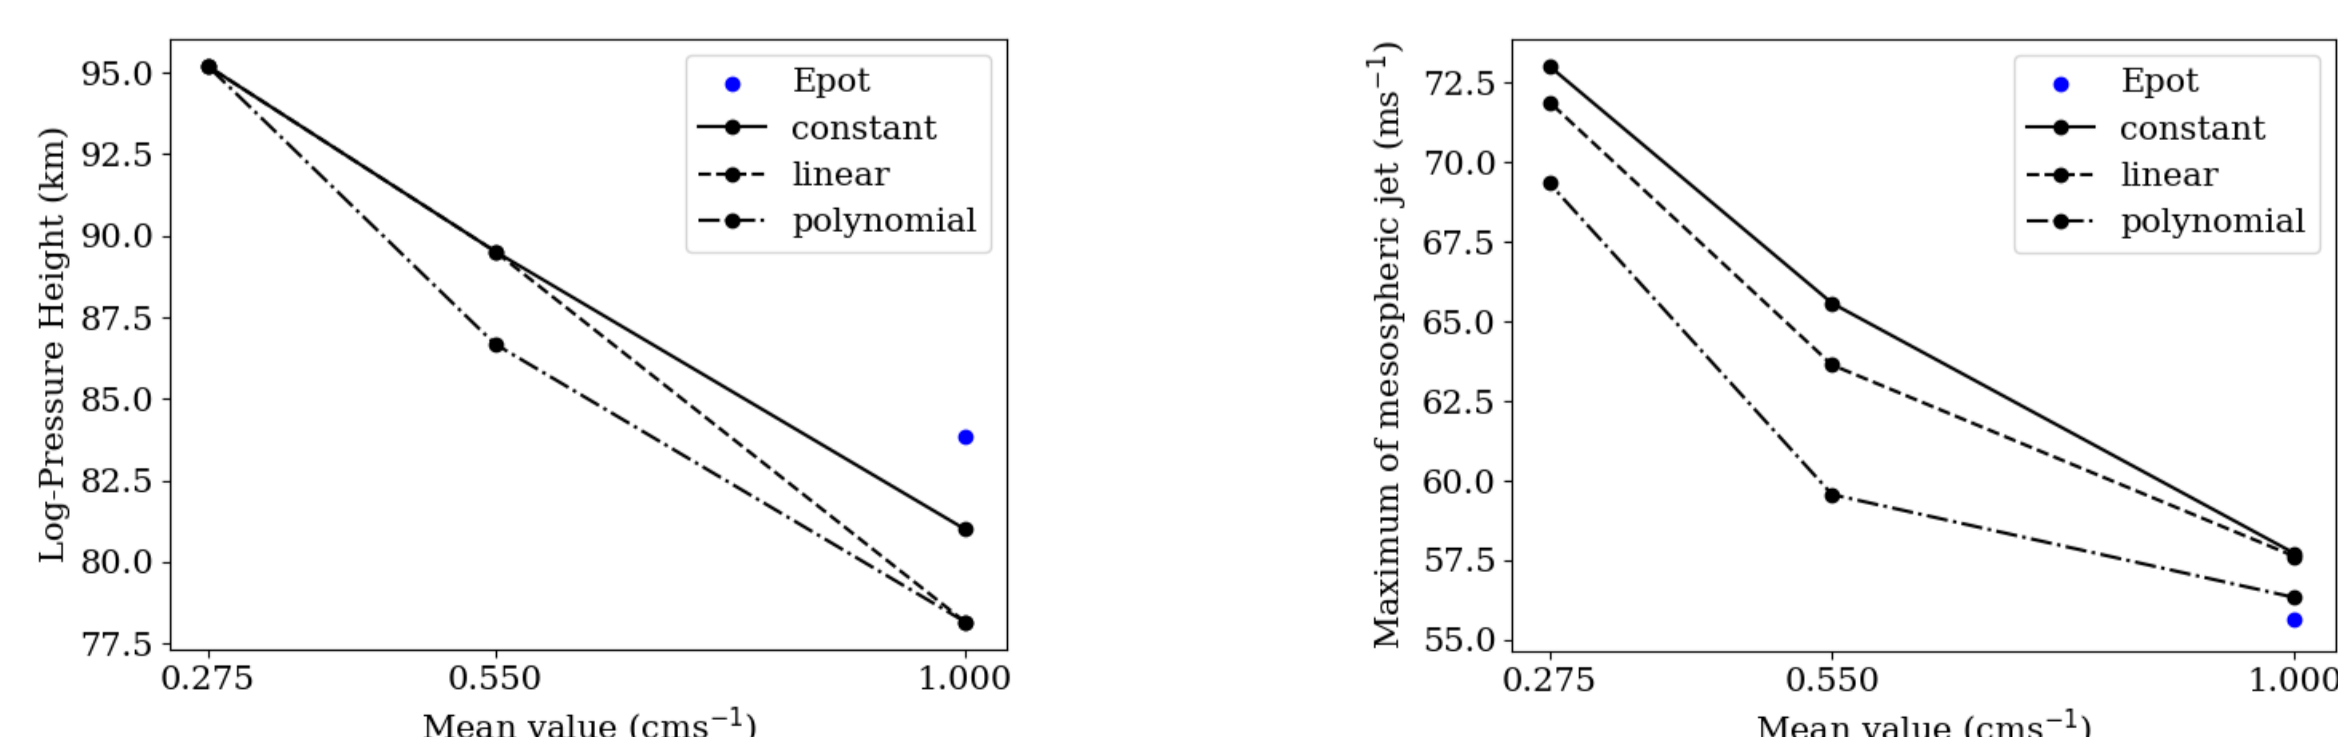 Log-Pressure Height (km)
95.0
92.5
90.0
87.5
85.0
82.5
80.0
77.5
Epot
constant
linear
polynomial
0.275 0.550 1.000
Mean value (cms⁻¹)
Maximum of mesospheric jet (ms⁻¹)
72.5
70.0
67.5
65.0
62.5
60.0
57.5
55.0
Epot
constant
linear
polynomial
0.275 0.550 1.000
Mean value (cms⁻¹)